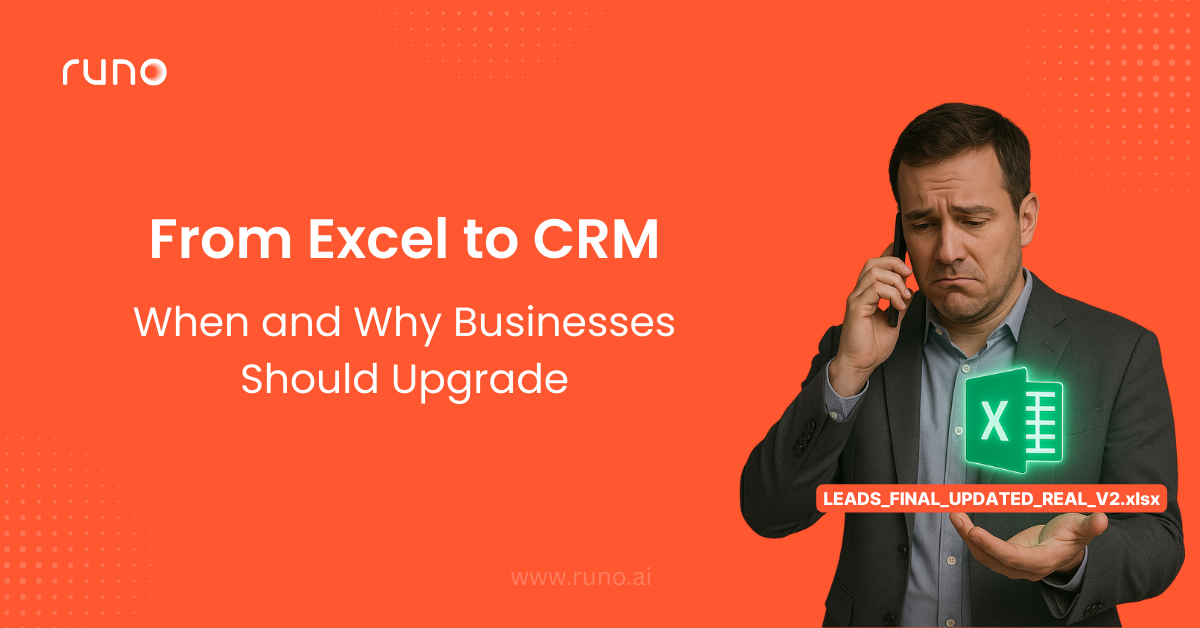 runo
From Excel to CRM
When and Why Businesses
Should Upgrade
X
LEADS_FINAL_UPDATED_REAL_V2.xlsx
www.runo.ai